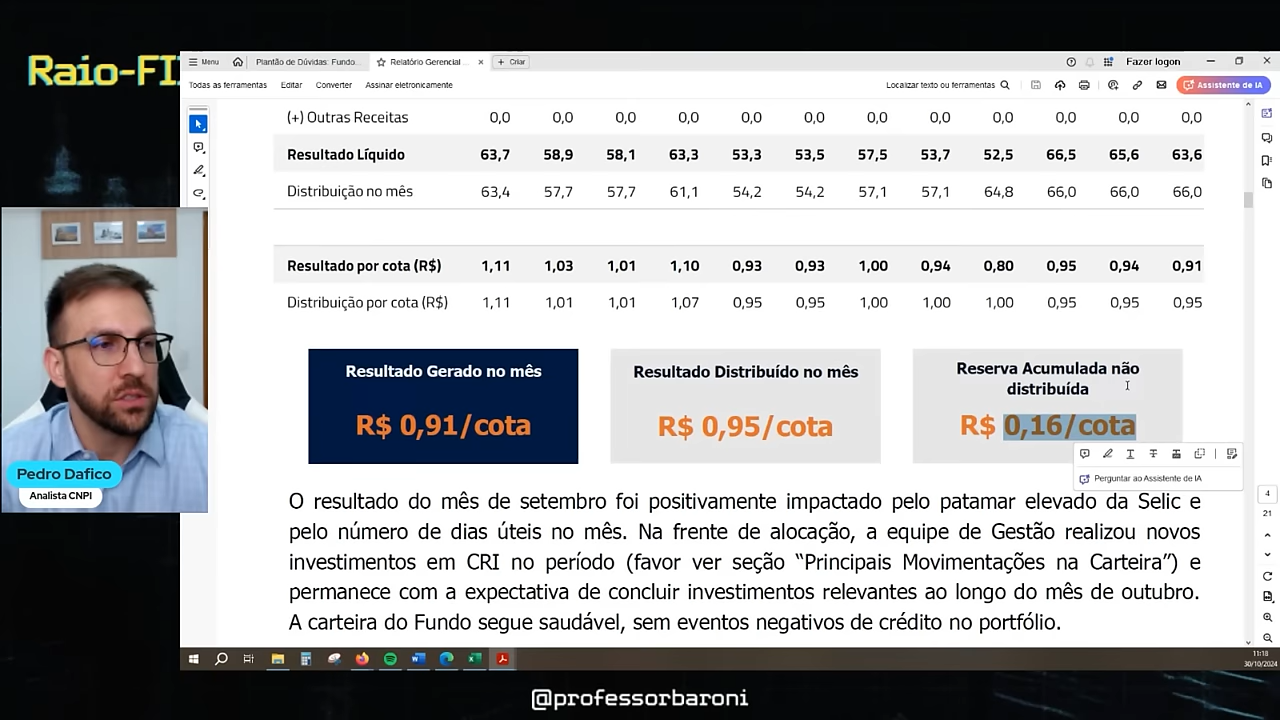 Raio-FI
Menu
Plantão de Dúvidas: Fundo...
Relatório Gerencial ...
Criar
Fazer logon
Todas as ferramentas
Editar
Converter
Assinar eletronicamente
Localizar texto ou ferramentas
Assistente de IA
(+) Outras Receitas 0,0 0,0 0,0 0,0 0,0 0,0 0,0 0,0 0,0 0,0 0,0 0,0
Resultado Líquido 63,7 58,9 58,1 63,3 53,3 53,5 57,5 53,7 52,5 66,5 65,6 63,6
Distribuição no mês 63,4 57,7 57,7 61,1 54,2 54,2 57,1 57,1 64,8 66,0 66,0 66,0
Resultado por cota (R$) 1,11 1,03 1,01 1,10 0,93 0,93 1,00 0,94 0,80 0,95 0,94 0,91
Distribuição por cota (R$) 1,11 1,01 1,01 1,07 0,95 0,95 1,00 1,00 1,00 0,95 0,95 0,95
Resultado Gerado no mês
R$ 0,91/cota
Resultado Distribuído no mês
R$ 0,95/cota
Reserva Acumulada não
distribuída
R$ 0,16/cota
Perguntar ao Assistente de IA
O resultado do mês de setembro foi positivamente impactado pelo patamar elevado da Selic e
pelo número de dias úteis no mês. Na frente de alocação, a equipe de Gestão realizou novos
investimentos em CRI no período (favor ver seção “Principais Movimentações na Carteira”) e
permanece com a expectativa de concluir investimentos relevantes ao longo do mês de outubro.
A carteira do Fundo segue saudável, sem eventos negativos de crédito no portfólio.
4
21
Pedro Dafico
Analista CNPI
11:18
30/10/2024
@professorbaroni